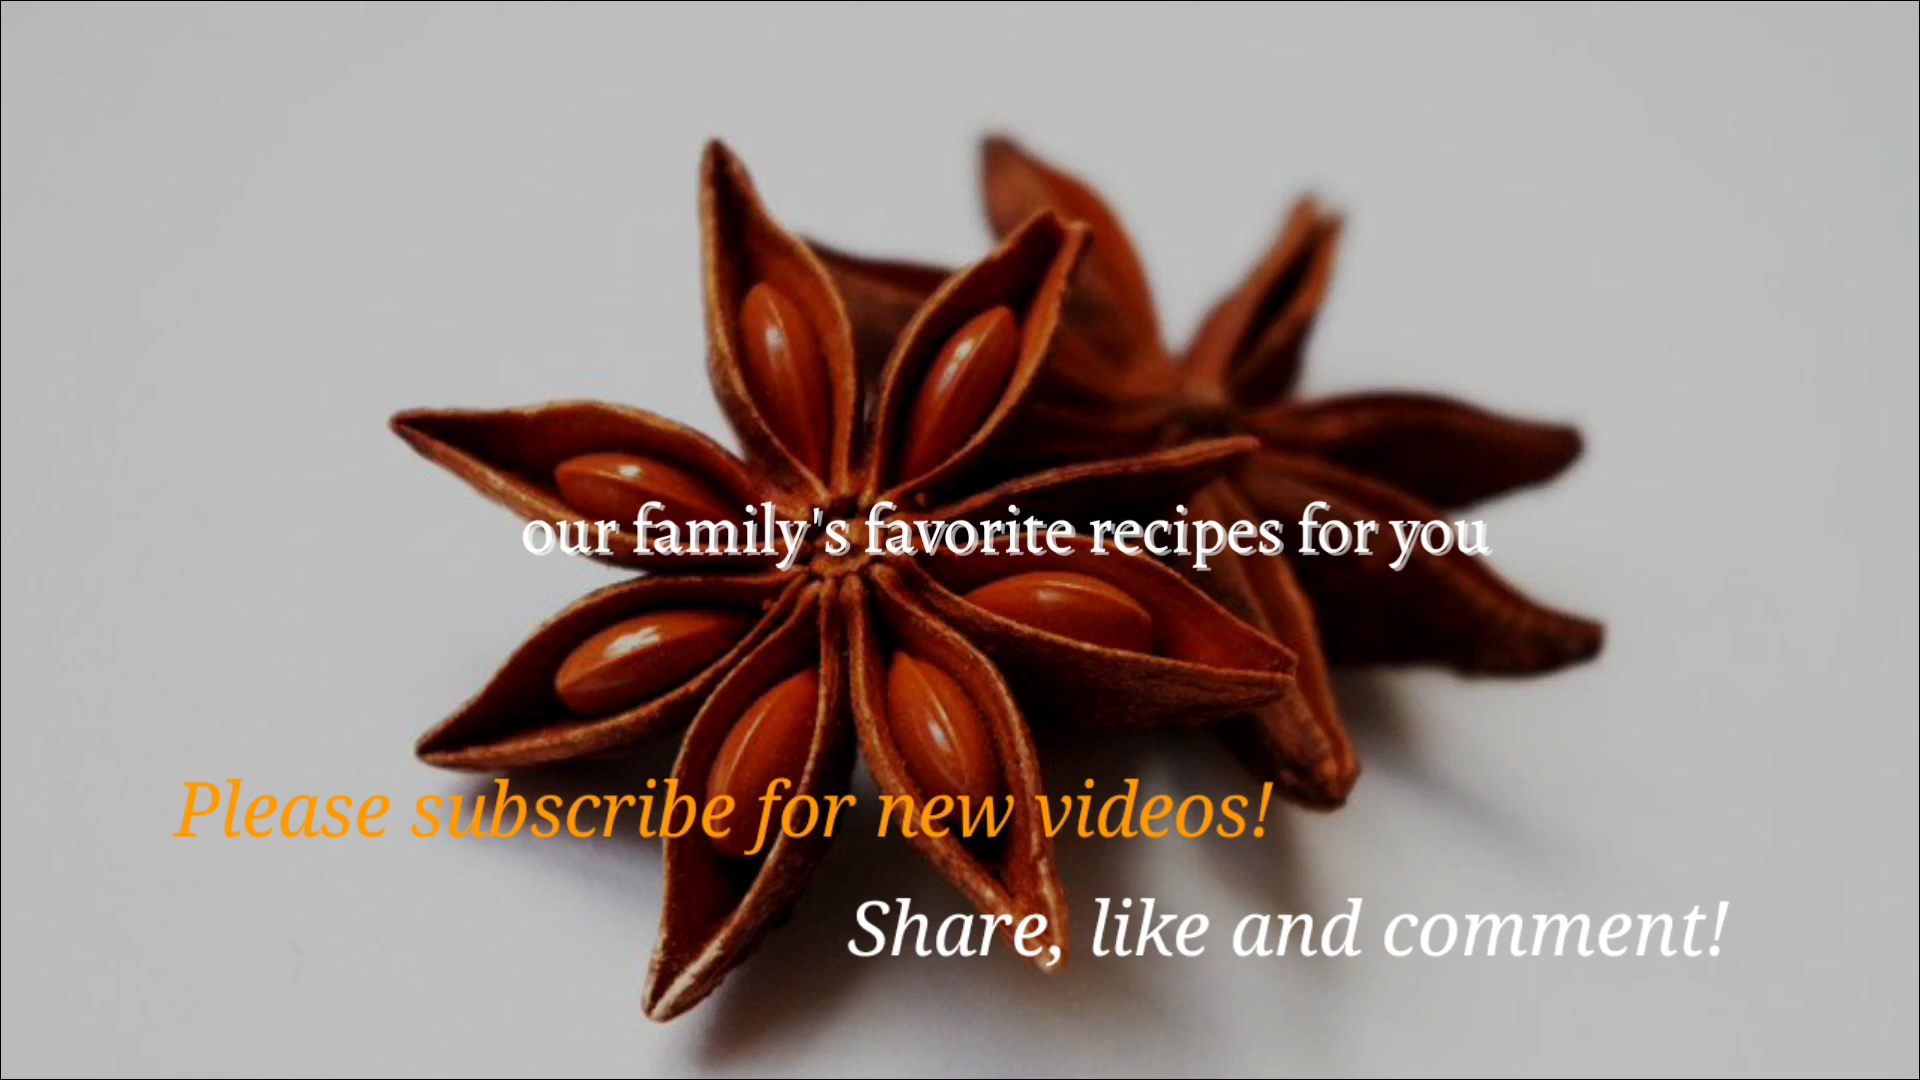 our family's favorite recipes for you
Please subscribe for new videos!
Share, like and comment!